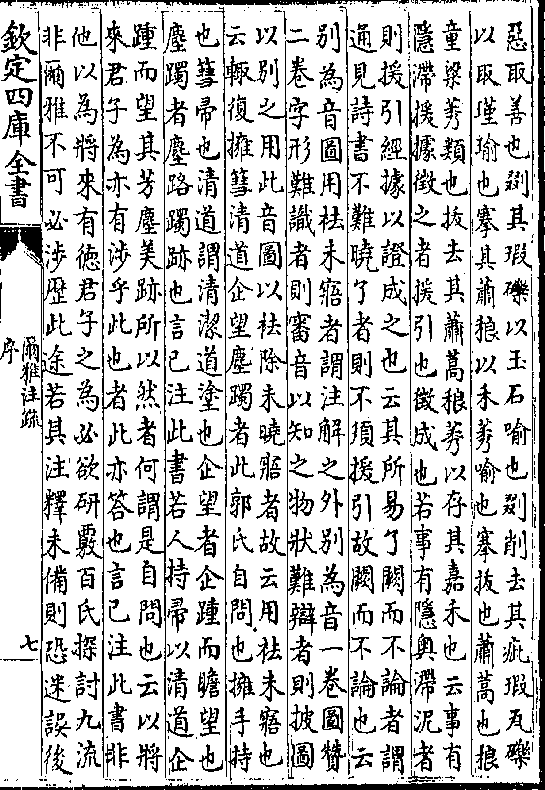 惡取善也剟其瑕礫以玉石喻也剟削去其疵瑕瓦礫
以取瑾瑜也搴其蕭稂以禾莠喻也搴拔也蕭蒿也稂
童粱莠類也拔去其蕭蒿稂莠以存其嘉禾也云事有
隱滯援據徵之者援引也徵成也若事有隱奥滯泥者
則援引經據以證成之也云其所易了闕而不論者謂
通見詩書不難曉了者則不須援引故闕而不論也云
别為音圖用袪未寤者謂注解之外别為音一卷圖贊
二卷字形難識者則審音以知之物狀難辯者則披圖
以别之用此音圖以袪除未曉寤者故云用袪未寤也
云輒復擁篲清道企望塵躅者此郭氏自問也擁手持
也篲帚也清道謂清潔道塗也企望者企踵而瞻望也
塵躅者塵路躅跡也言已注此書若人持帚以清道企
踵而望其芳塵美跡所以然者何謂是自問也云以將
來君子為亦有涉乎此也者此亦答也言已注此書非
他以為將來有徳君子之為必欲研覈百氏探討九流
非爾雅不可必涉歴此途若其注釋未備則恐迷誤後
欽定四庫全書
爾雅注疏
序
七